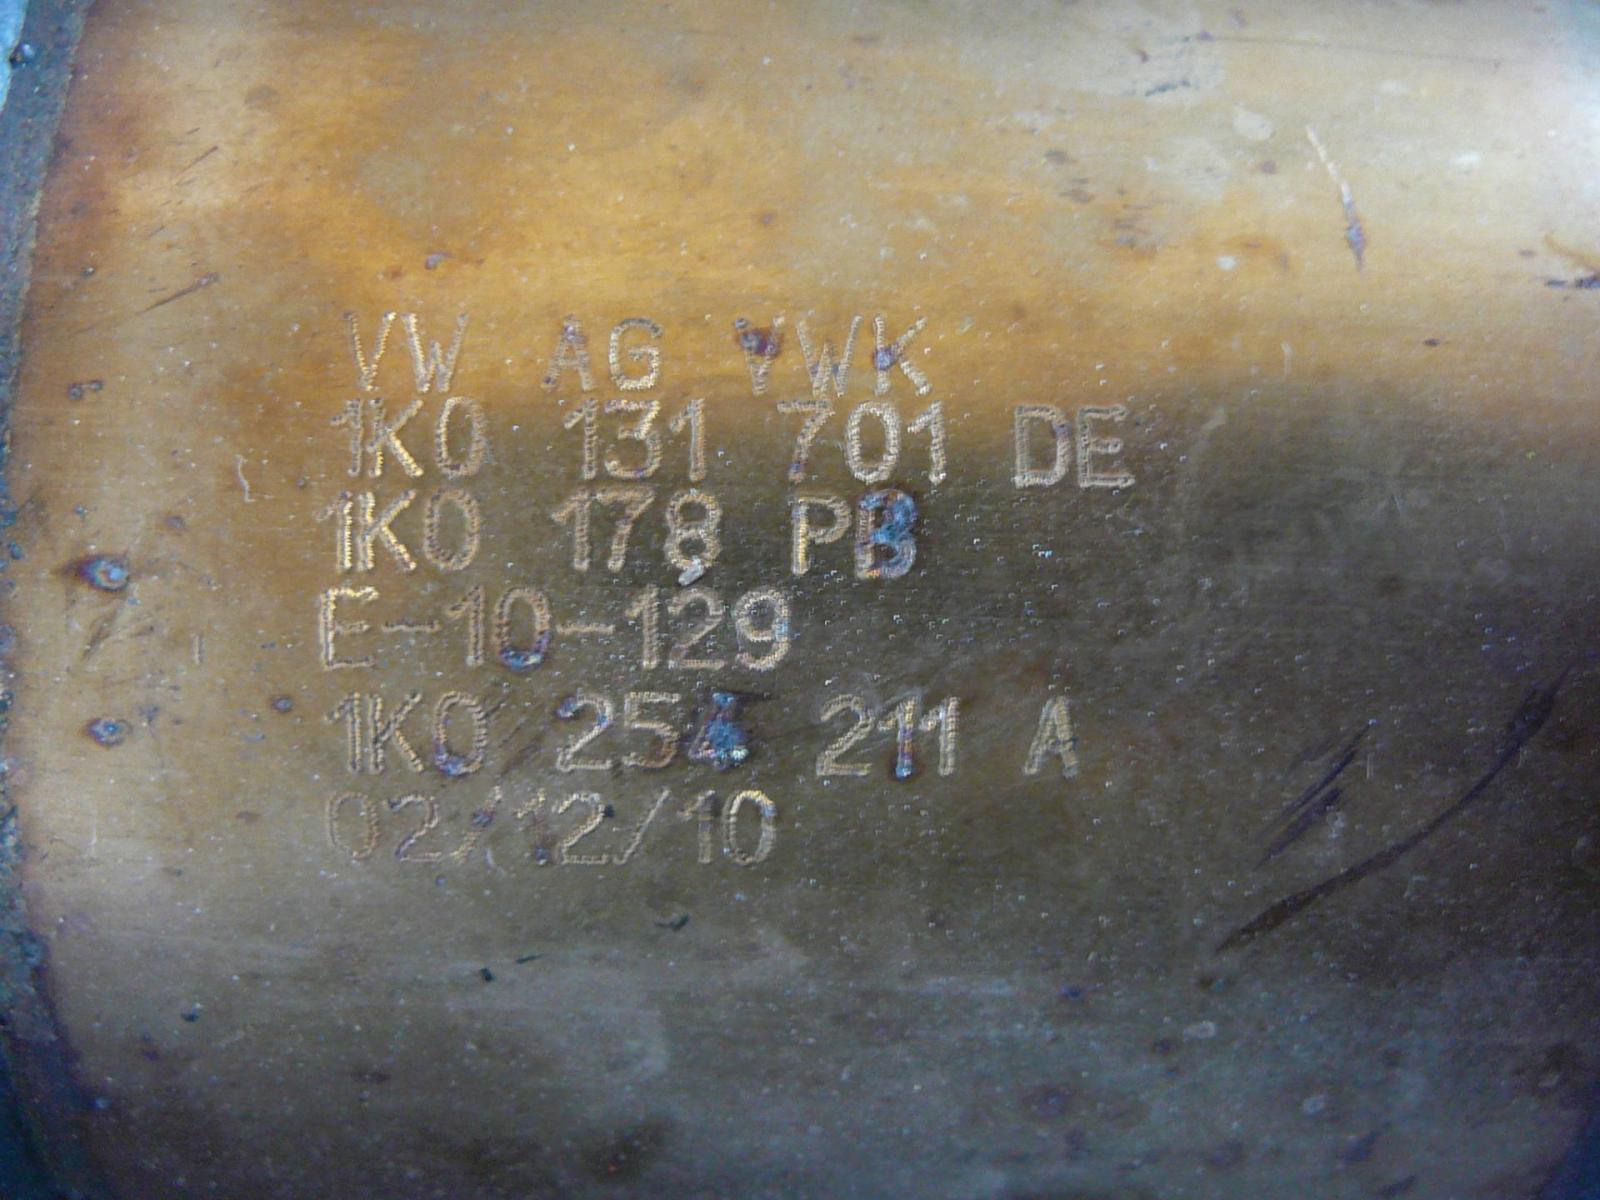 VW AG VWK
1K0 131 701 DE
1K0 178 PB
E-10-129
1K0 254 211 A
02/12/10